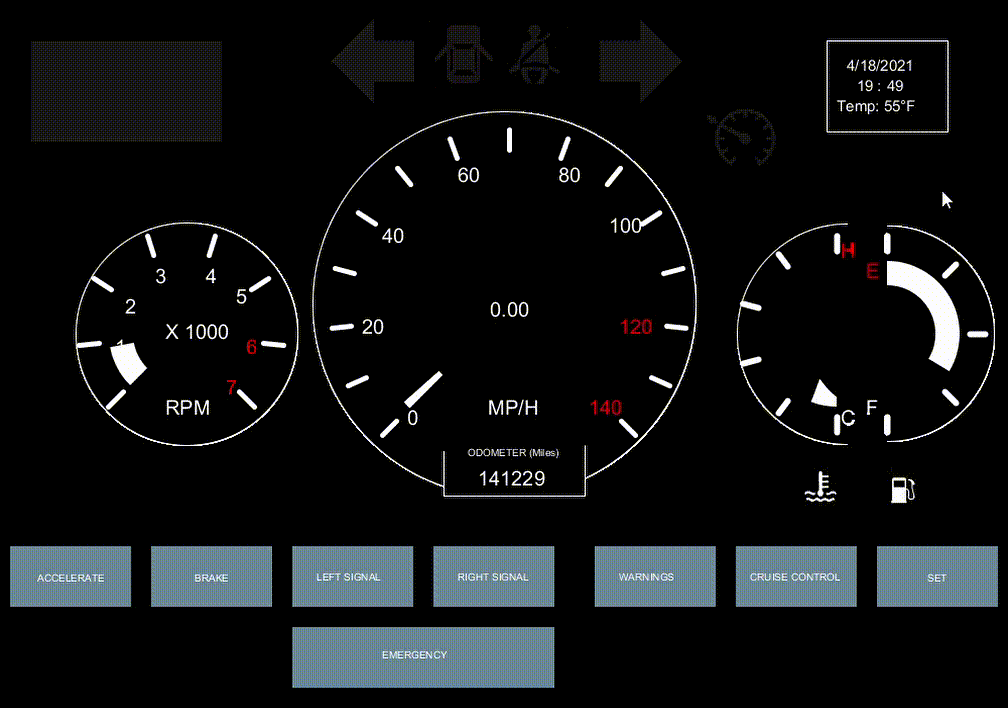 4/18/2021
19 : 49
Temp: 55°F
60
80
40
100
20
120
0
140
0.00
MP/H
ODOMETER (Miles)
141229
1
2
3
4
5
6
7
X 1000
RPM
H
E
C
F
ACCELERATE
BRAKE
LEFT SIGNAL
RIGHT SIGNAL
WARNINGS
CRUISE CONTROL
SET
EMERGENCY